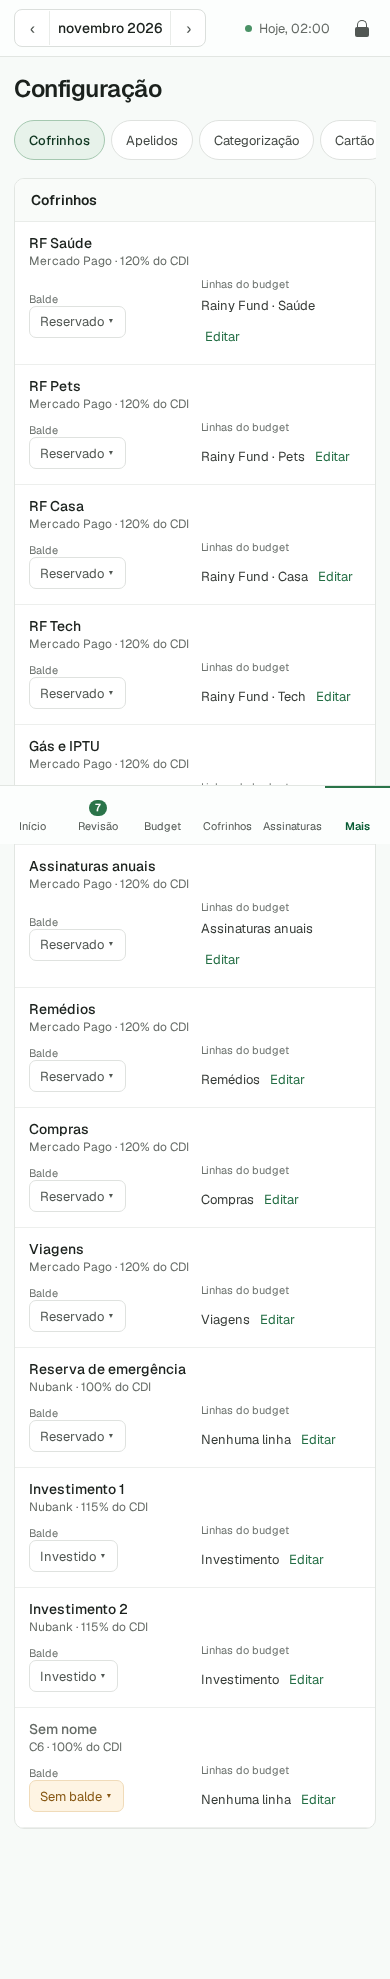 ‹ novembro 2026 › Hoje, 02:00
Configuração
Cofrinhos Apelidos Categorização Cartão
Cofrinhos
RF Saúde
Mercado Pago · 120% do CDI
Linhas do budget
Balde
Rainy Fund · Saúde
Reservado ▾
Editar
RF Pets
Mercado Pago · 120% do CDI
Balde Linhas do budget
Reservado ▾ Rainy Fund · Pets Editar
RF Casa
Mercado Pago · 120% do CDI
Balde Linhas do budget
Reservado ▾ Rainy Fund · Casa Editar
RF Tech
Mercado Pago · 120% do CDI
Balde Linhas do budget
Reservado ▾ Rainy Fund · Tech Editar
Gás e IPTU
Mercado Pago · 120% do CDI
7
Início Revisão Budget Cofrinhos Assinaturas Mais
Assinaturas anuais
Mercado Pago · 120% do CDI
Linhas do budget
Balde
Assinaturas anuais
Reservado ▾
Editar
Remédios
Mercado Pago · 120% do CDI
Balde Linhas do budget
Reservado ▾ Remédios Editar
Compras
Mercado Pago · 120% do CDI
Balde Linhas do budget
Reservado ▾ Compras Editar
Viagens
Mercado Pago · 120% do CDI
Balde Linhas do budget
Reservado ▾ Viagens Editar
Reserva de emergência
Nubank · 100% do CDI
Balde Linhas do budget
Reservado ▾ Nenhuma linha Editar
Investimento 1
Nubank · 115% do CDI
Balde Linhas do budget
Investido ▾ Investimento Editar
Investimento 2
Nubank · 115% do CDI
Balde Linhas do budget
Investido ▾ Investimento Editar
Sem nome
C6 · 100% do CDI
Balde Linhas do budget
Sem balde ▾ Nenhuma linha Editar